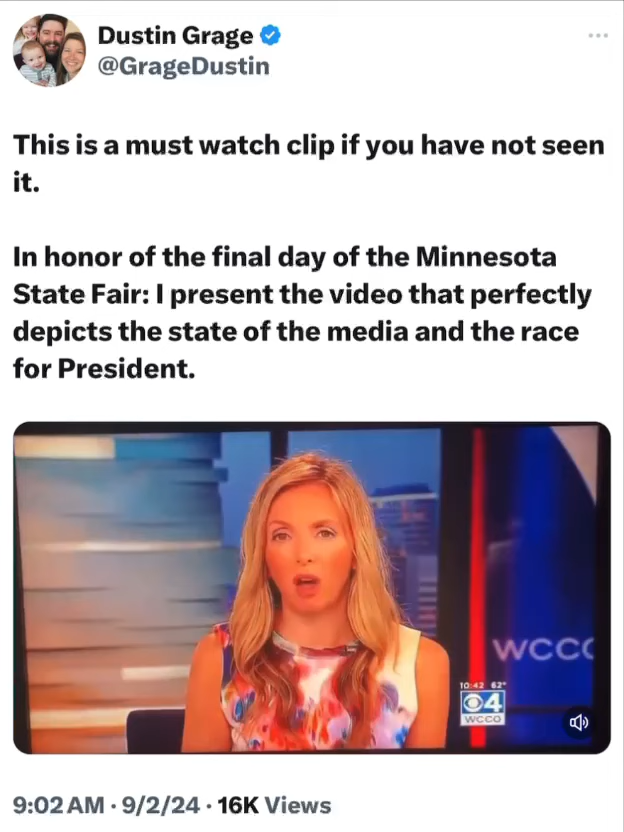 Dustin Grage
@GrageDustin
This is a must watch clip if you have not seen
it.
In honor of the final day of the Minnesota
State Fair: I present the video that perfectly
depicts the state of the media and the race
for President.
WCCO
10:42 62°
4
WCCO
9:02 AM · 9/2/24 · 16K Views